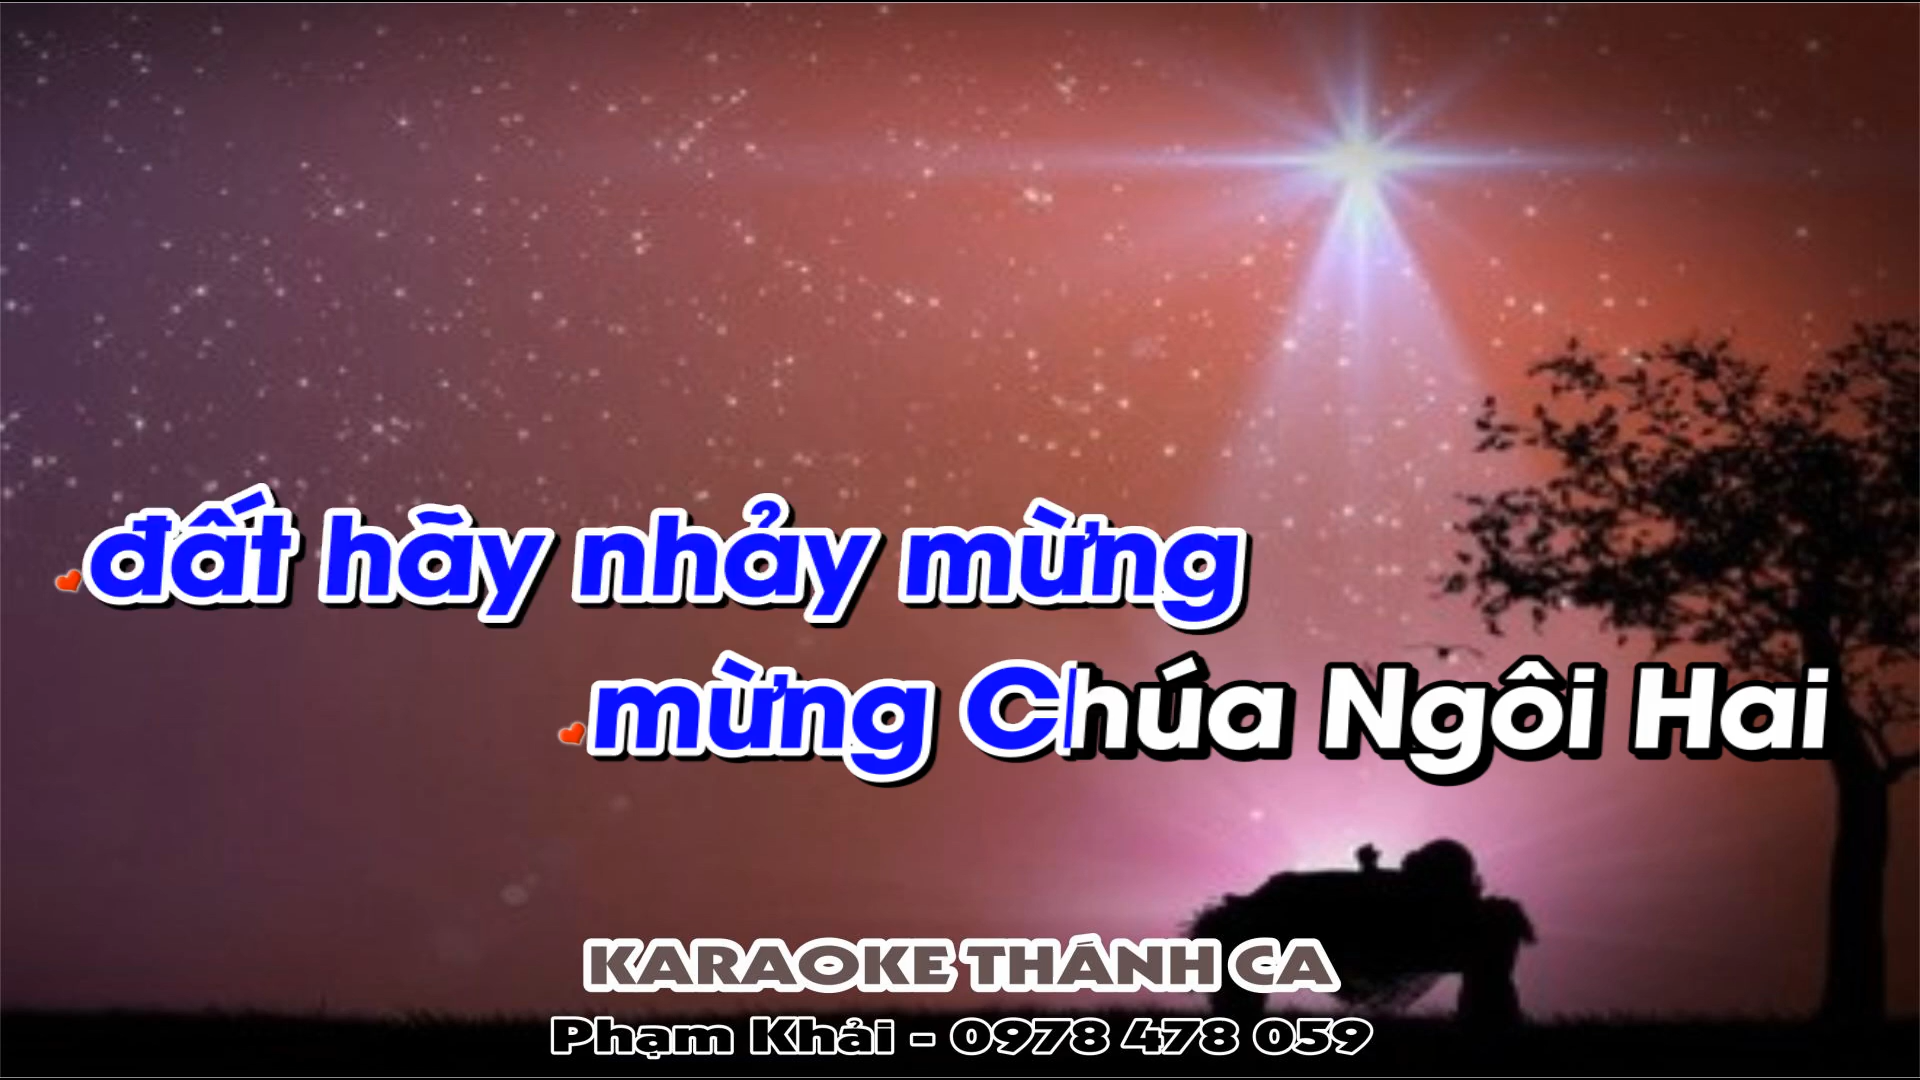 đất hãy nhảy mừng
mừng Chúa Ngôi Hai
KARAOKE THÁNH CA
Phạm Khải - 0978 478 059